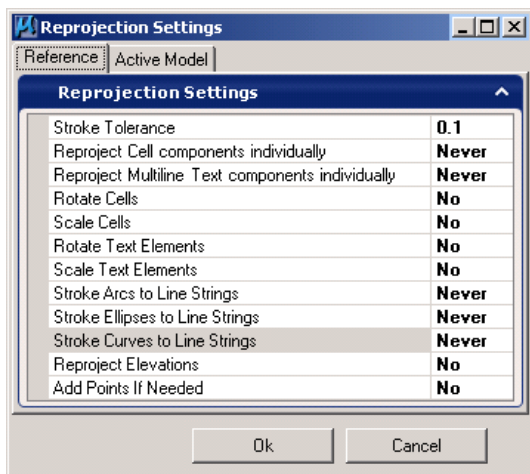 Reprojection Settings
Reference Active Model
Reprojection Settings
Stroke Tolerance 0.1
Reproject Cell components individually Never
Reproject Multiline Text components individually Never
Rotate Cells No
Scale Cells No
Rotate Text Elements No
Scale Text Elements No
Stroke Arcs to Line Strings Never
Stroke Ellipses to Line Strings Never
Stroke Curves to Line Strings Never
Reproject Elevations No
Add Points If Needed No
Ok Cancel